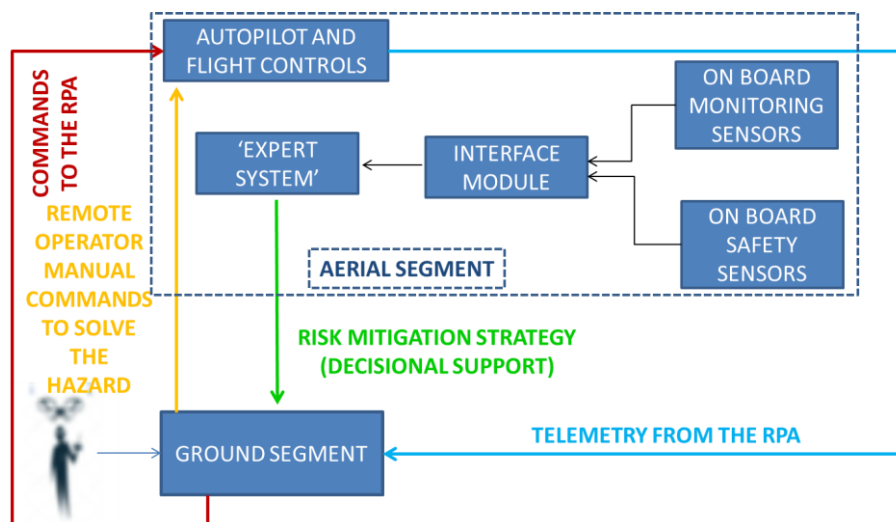 AUTOPILOT AND
FLIGHT CONTROLS
ON BOARD
MONITORING
SENSORS
COMMANDS
TO THE RPA
‘EXPERT
SYSTEM’
INTERFACE
MODULE
REMOTE
OPERATOR
MANUAL
COMMANDS
TO SOLVE
THE
HAZARD
ON BOARD
SAFETY
SENSORS
AERIAL SEGMENT
RISK MITIGATION STRATEGY
(DECISIONAL SUPPORT)
TELEMETRY FROM THE RPA
GROUND SEGMENT